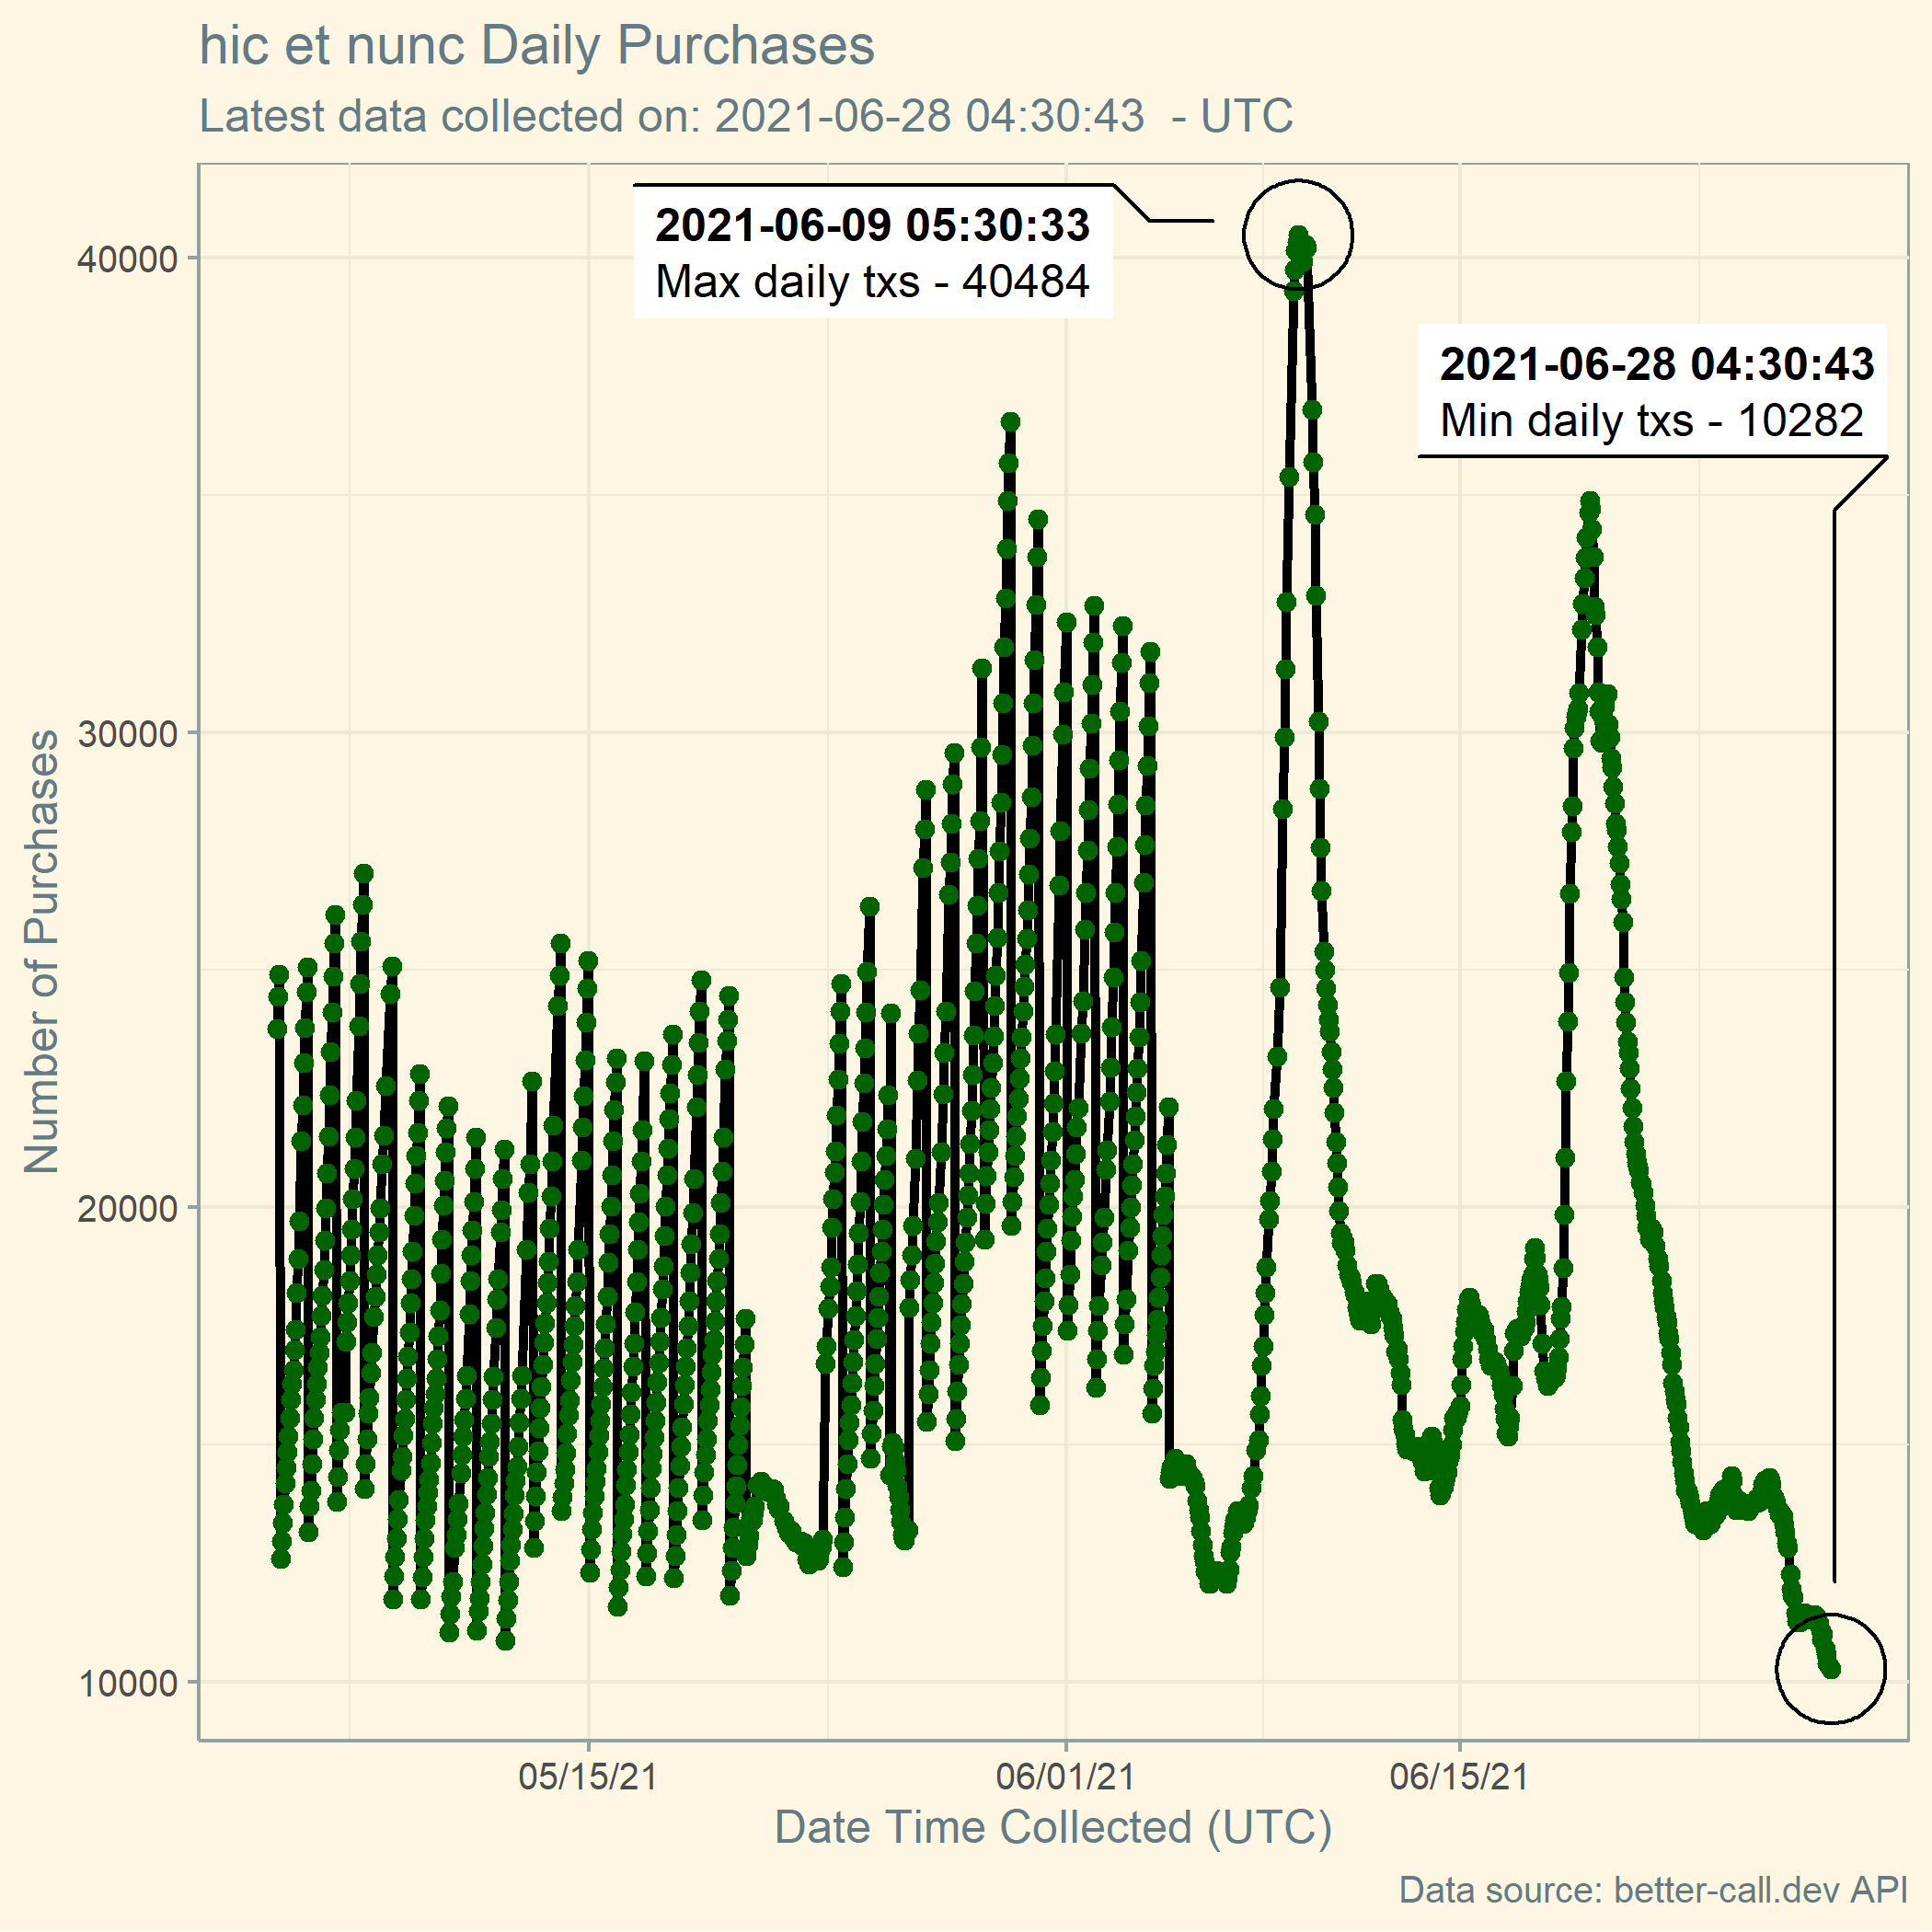 hic et nunc Daily Purchases
Latest data collected on: 2021-06-28 04:30:43 - UTC
2021-06-09 05:30:33
Max daily txs - 40484
2021-06-28 04:30:43
Min daily txs - 10282
Number of Purchases
40000
30000
20000
10000
05/15/21
06/01/21
06/15/21
Date Time Collected (UTC)
Data source: better-call.dev API